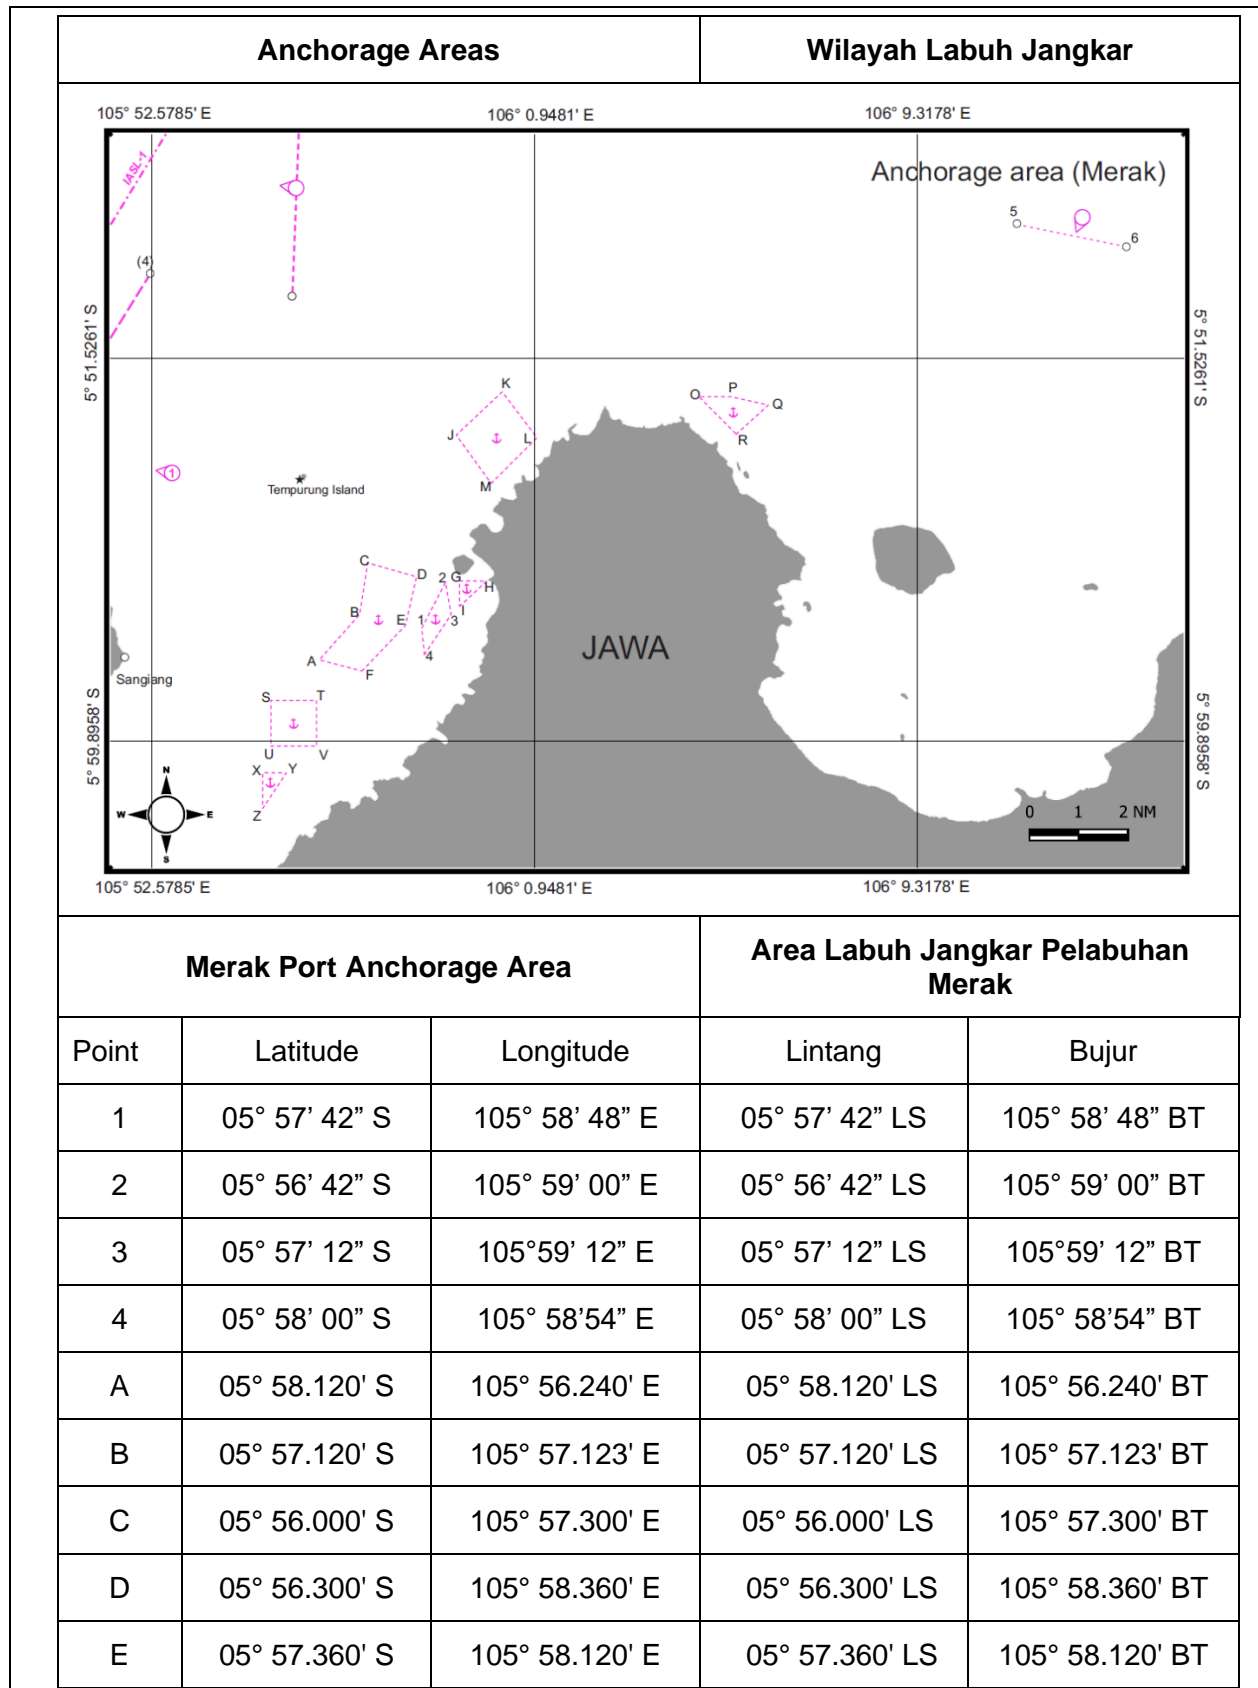 Anchorage Areas Wilayah Labuh Jangkar
105° 52.5785' E 106° 0.9481' E 106° 9.3178' E
IASL-1
Anchorage area (Merak)
5
6
(4)
5° 51.5261' S 5° 51.5261' S
K
O P Q
J L R
M
1
Tempurung Island
C D 2 G H
B E 1 3 I
A F 4
JAWA
Sangiang
S T
5° 59.8958' S 5° 59.8958' S
U V
X Y
Z
N
W E
S
0 1 2 NM
105° 52.5785' E 106° 0.9481' E 106° 9.3178' E
Merak Port Anchorage Area Area Labuh Jangkar Pelabuhan
Merak
Point Latitude Longitude Lintang Bujur
1 05° 57’ 42” S 105° 58’ 48” E 05° 57’ 42” LS 105° 58’ 48” BT
2 05° 56’ 42” S 105° 59’ 00” E 05° 56’ 42” LS 105° 59’ 00” BT
3 05° 57’ 12” S 105°59’ 12” E 05° 57’ 12” LS 105°59’ 12” BT
4 05° 58’ 00” S 105° 58’54” E 05° 58’ 00” LS 105° 58’54” BT
A 05° 58.120' S 105° 56.240' E 05° 58.120' LS 105° 56.240' BT
B 05° 57.120' S 105° 57.123' E 05° 57.120' LS 105° 57.123' BT
C 05° 56.000' S 105° 57.300' E 05° 56.000' LS 105° 57.300' BT
D 05° 56.300' S 105° 58.360' E 05° 56.300' LS 105° 58.360' BT
E 05° 57.360' S 105° 58.120' E 05° 57.360' LS 105° 58.120' BT